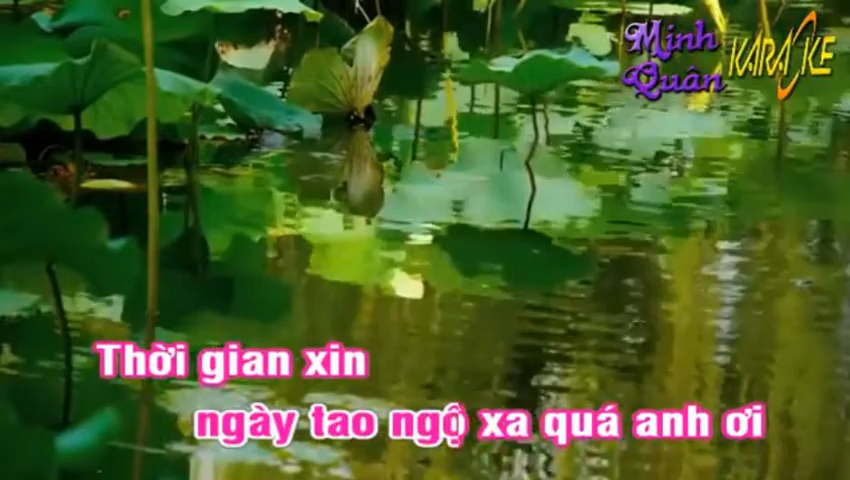 Minh
Quân
KARAOKE
Thời gian xin
ngày tao ngộ xa quá anh ơi